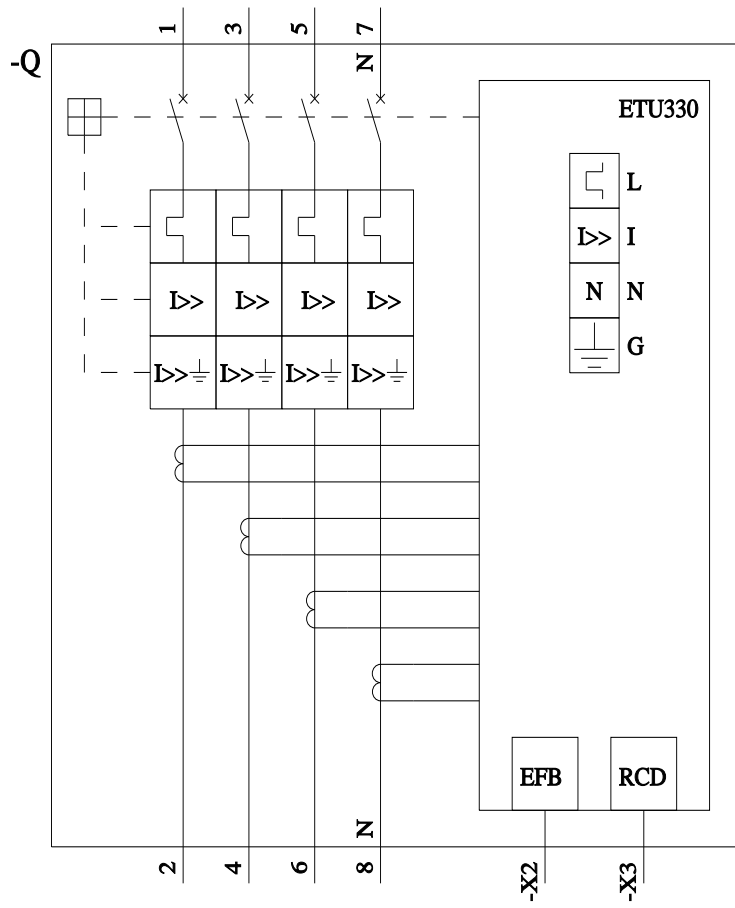 1 3 5 7
-Q
N
ETU330
L
I>> I
N N
G
I>> I>> I>> I>>
I>> I>> I>> I>>
EFB RCD
N
2 4 6 8 -X2 -X3